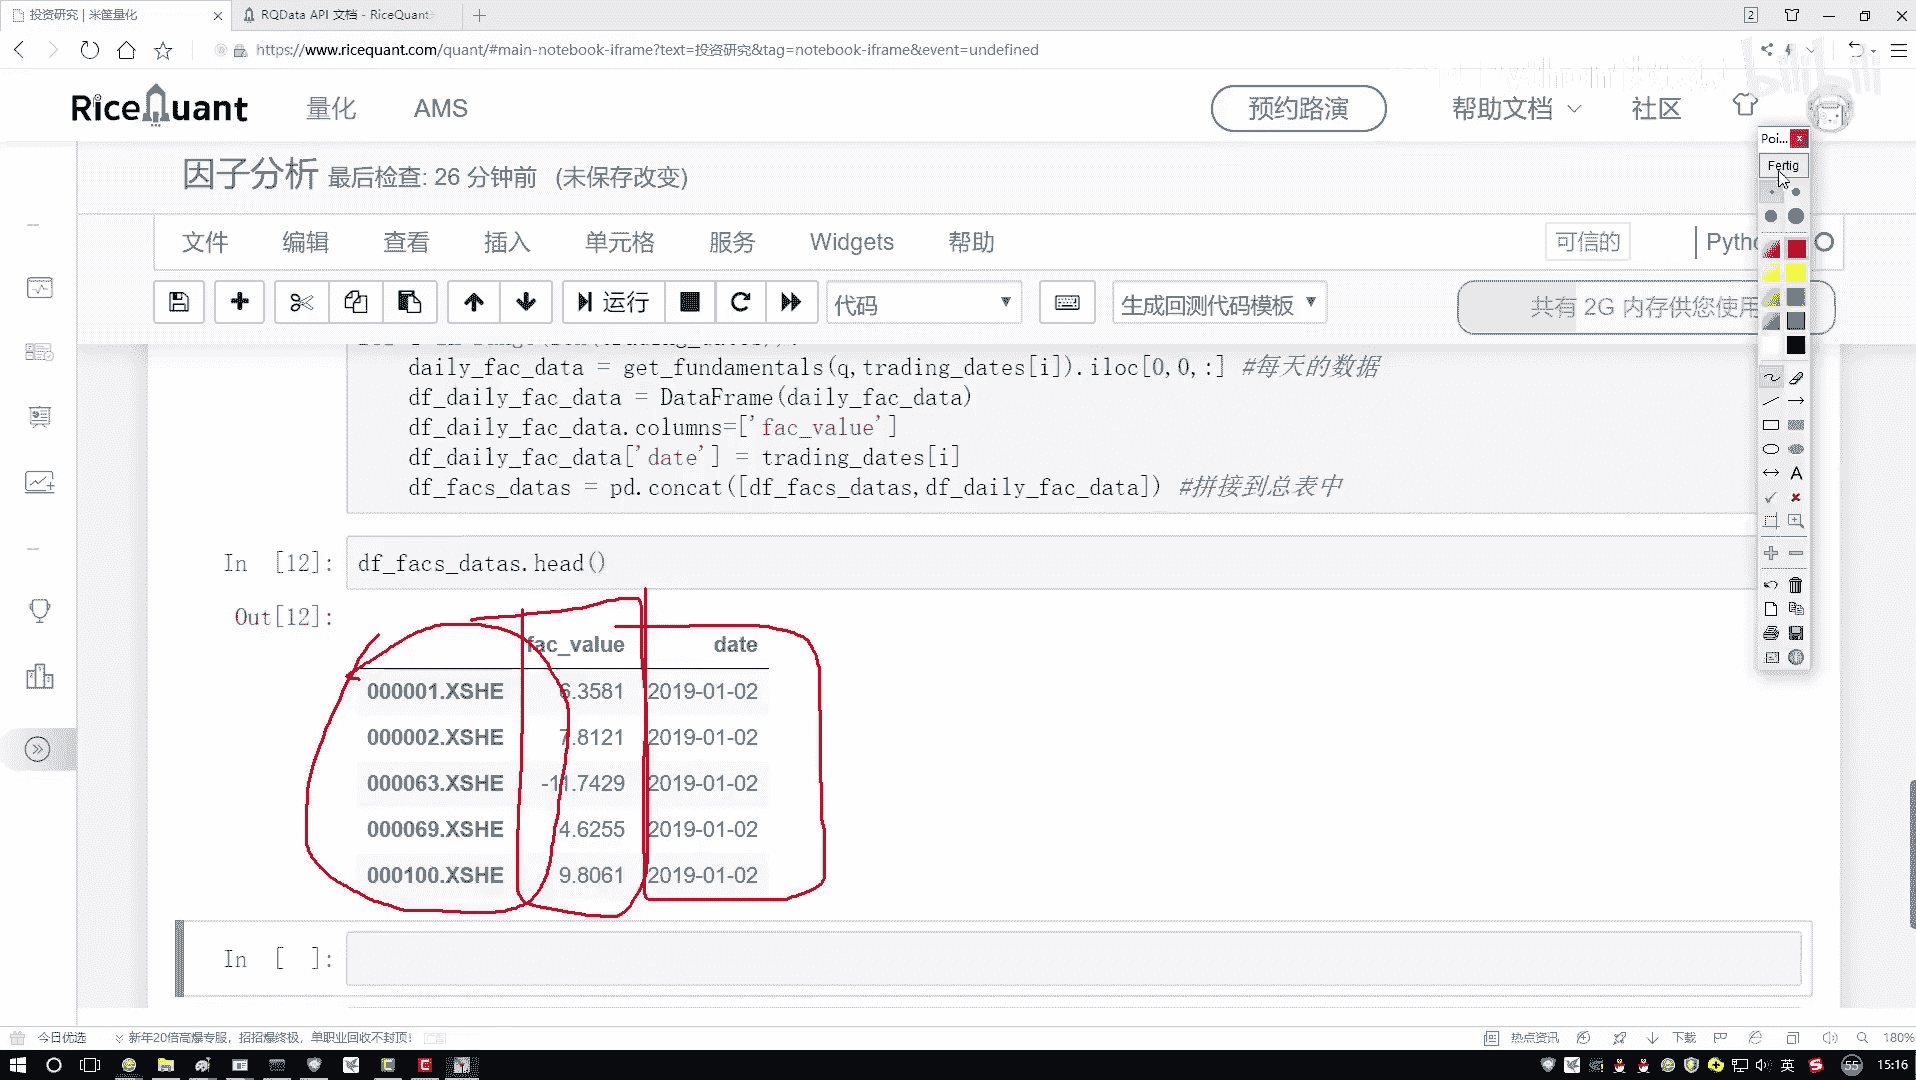 投资研究 | 米筐量化
RQData API 文档 - RiceQuant
2
https://www.ricequant.com/quant/#main-notebook-iframe?text=投资研究&tag=notebook-iframe&event=undefined
bilibili
RiceQuant
量化
AMS
预约路演
帮助文档
社区
Poi...
Fertig
因子分析 最后检查: 26 分钟前 (未保存改变)
文件 编辑 查看 插入 单元格 服务 Widgets 帮助
可信的
运行
代码
生成回测代码模板
共有 2G 内存供您使用
daily_fac_data = get_fundamentals(q,trading_dates[i]).iloc[0,0,:] #每天的数据
df_daily_fac_data = DataFrame(daily_fac_data)
df_daily_fac_data.columns=['fac_value']
df_daily_fac_data['date'] = trading_dates[i]
df_facs_datas = pd.concat([df_facs_datas,df_daily_fac_data]) #拼接到总表中
In [12]: df_facs_datas.head()
Out[12]:
fac_value date
000001.XSHE 6.3581 2019-01-02
000002.XSHE 7.8121 2019-01-02
000063.XSHE -11.7429 2019-01-02
000069.XSHE 4.6255 2019-01-02
000100.XSHE 9.8061 2019-01-02
In [ ]:
今日优选
新年20倍高爆专服，招招爆终极，单职业回收不封顶!
热点资讯
下载
180%
英
55
15:16